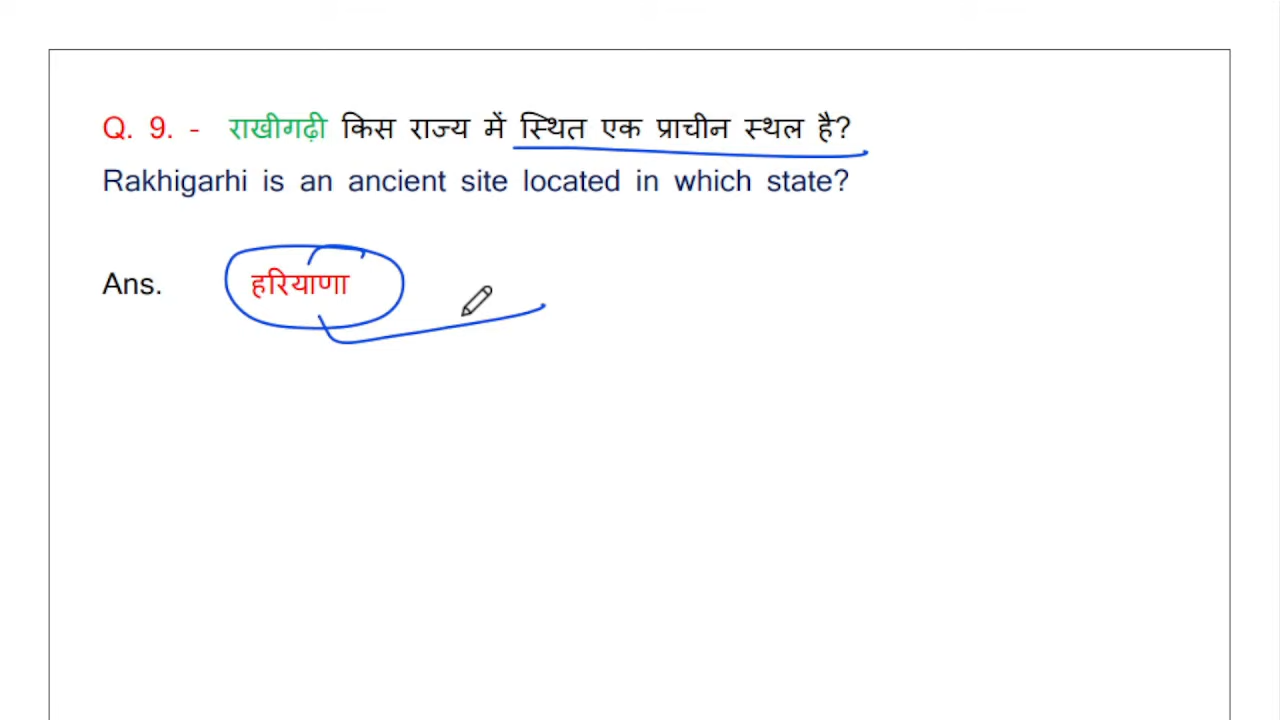 Q. 9. - राखीगढ़ी किस राज्य में स्थित एक प्राचीन स्थल है?
Rakhigarhi is an ancient site located in which state?
Ans. हरियाणा